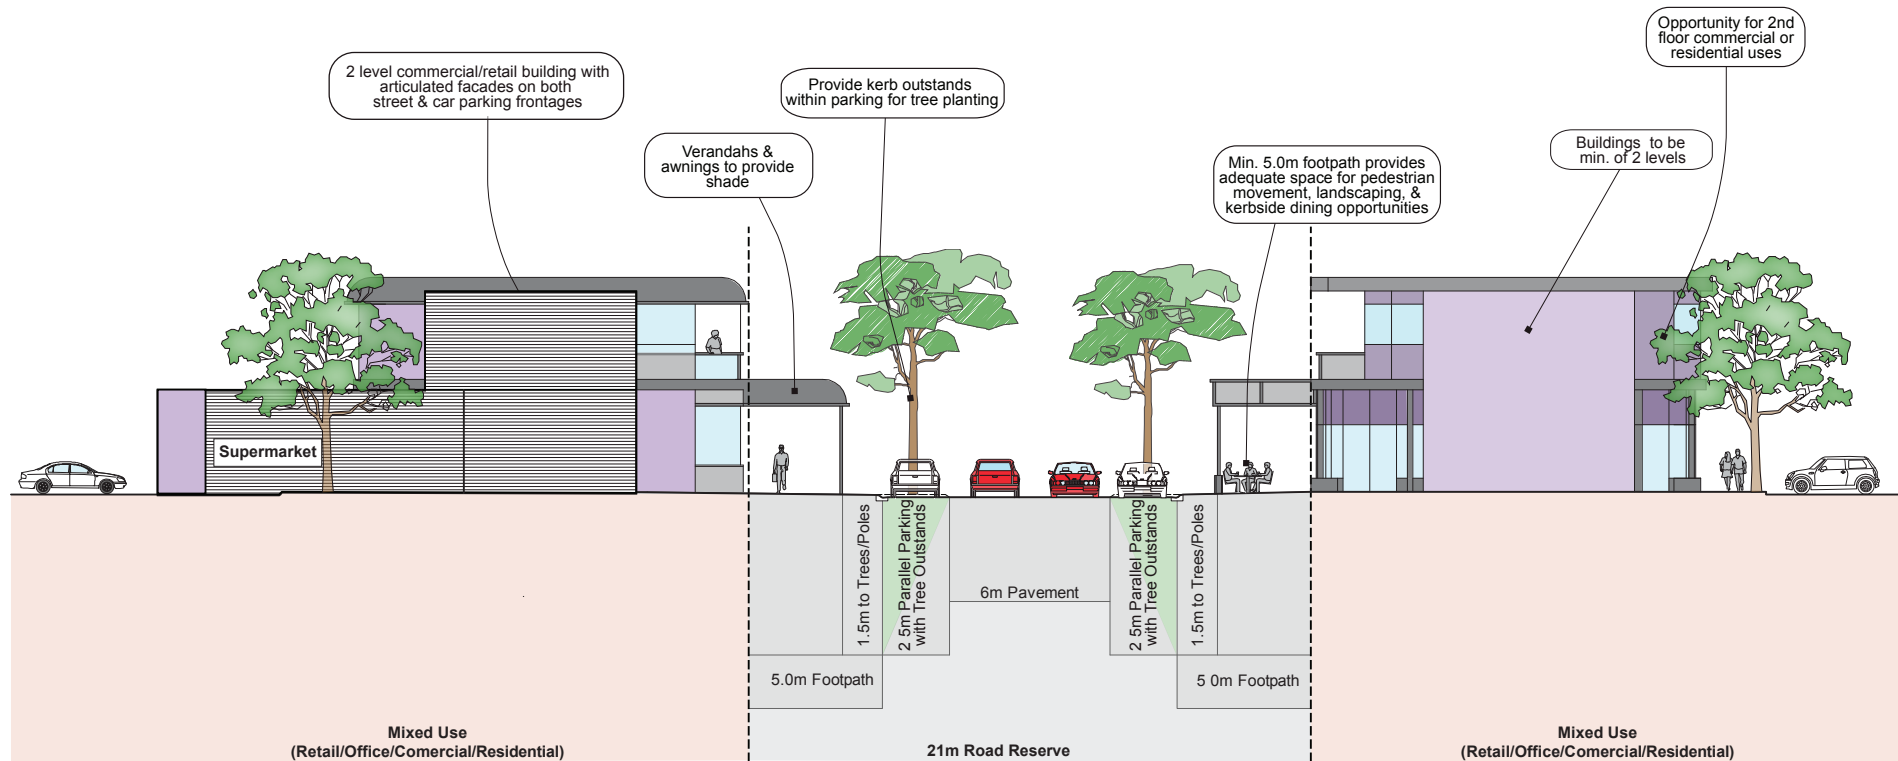 Opportunity for 2nd
floor commercial or
residential uses
2 level commercial/retail building with
articulated facades on both
street & car parking frontages
Provide kerb outstands
within parking for tree planting
Verandahs &
awnings to provide
shade
Min. 5.0m footpath provides
adequate space for pedestrian
movement, landscaping, &
kerbside dining opportunities
Buildings to be
min. of 2 levels
Supermarket
1.5m to Trees/Poles
2 5m Parallel Parking
with Tree Outstands
6m Pavement
2 5m Parallel Parking
with Tree Outstands
1.5m to Trees/Poles
5.0m Footpath
5 0m Footpath
Mixed Use
(Retail/Office/Comercial/Residential)
21m Road Reserve
Mixed Use
(Retail/Office/Comercial/Residential)